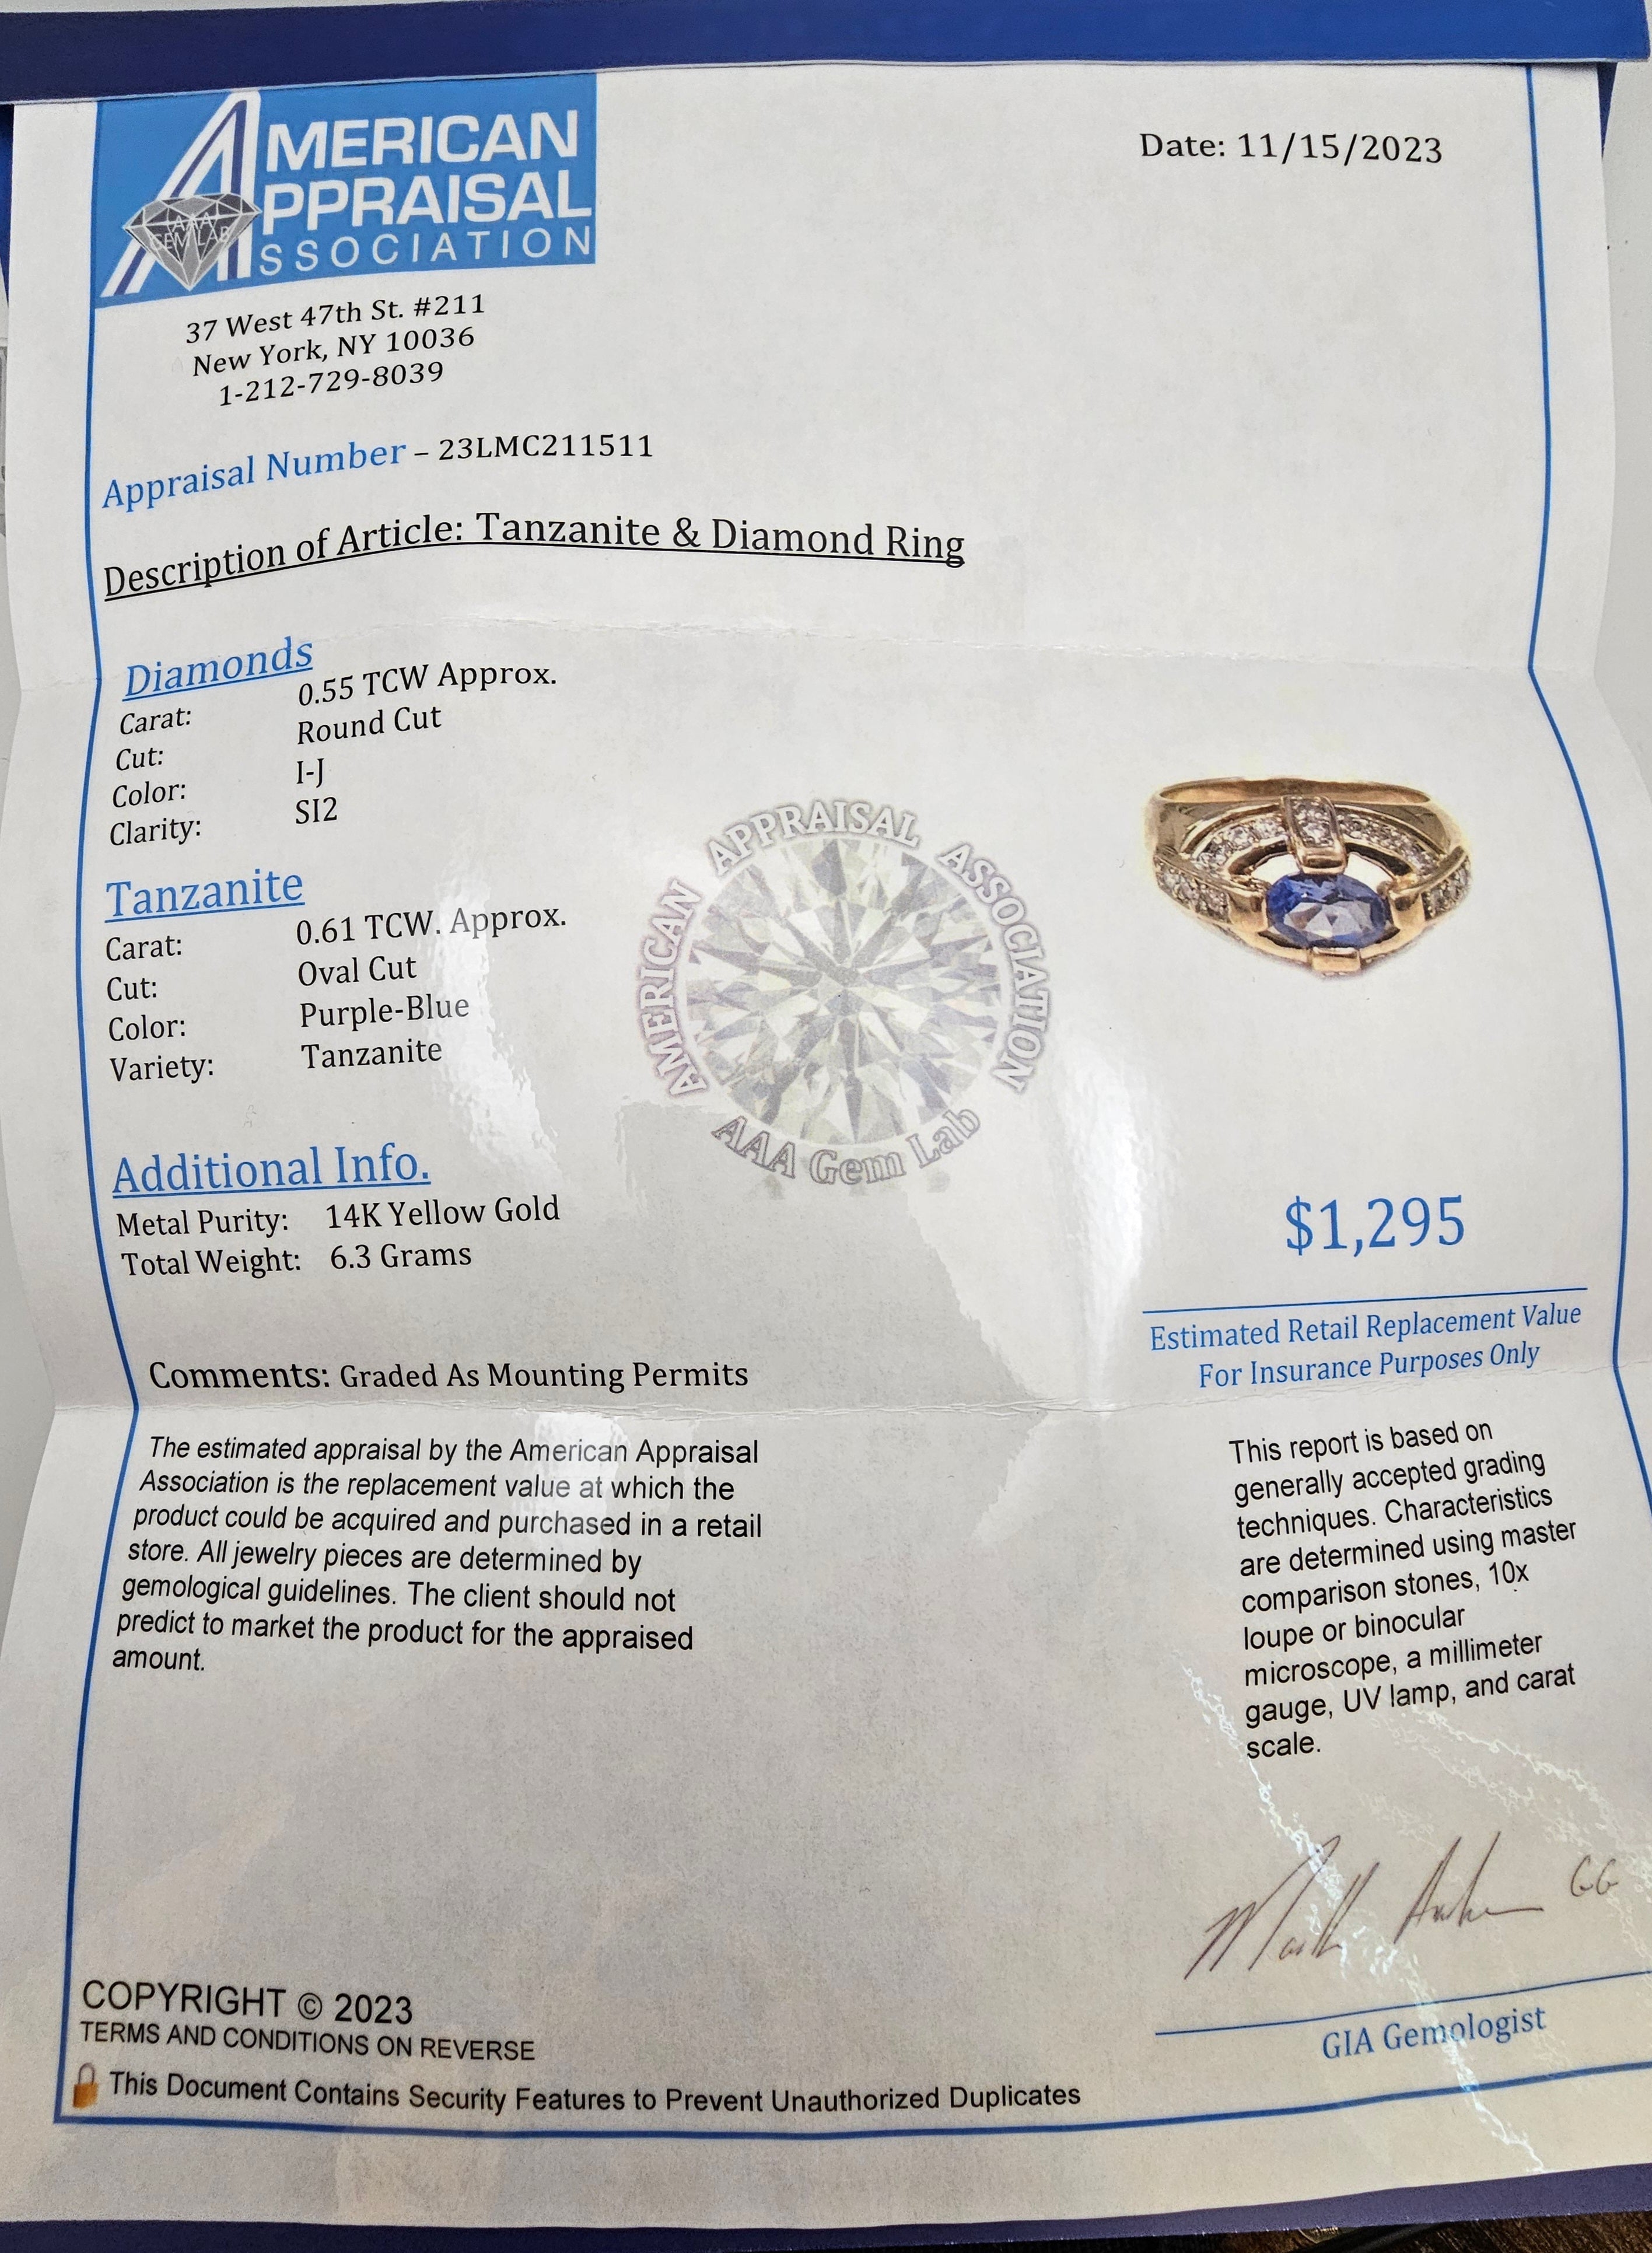 AMERICAN
APPRAISAL
ASSOCIATION
AAA
GEM LAB
Date: 11/15/2023
37 West 47th St. #211
New York, NY 10036
1-212-729-8039
Appraisal Number – 23LMC211511
Description of Article: Tanzanite & Diamond Ring
Diamonds
Carat: 0.55 TCW Approx.
Cut: Round Cut
Color: I-J
Clarity: SI2
Tanzanite
Carat: 0.61 TCW. Approx.
Cut: Oval Cut
Color: Purple-Blue
Variety: Tanzanite
AMERICAN APPRAISAL ASSOCIATION
AAA Gem Lab
Additional Info.
Metal Purity: 14K Yellow Gold
Total Weight: 6.3 Grams
$1,295
Estimated Retail Replacement Value
For Insurance Purposes Only
Comments: Graded As Mounting Permits
The estimated appraisal by the American Appraisal
Association is the replacement value at which the
product could be acquired and purchased in a retail
store. All jewelry pieces are determined by
gemological guidelines. The client should not
predict to market the product for the appraised
amount.
This report is based on
generally accepted grading
techniques. Characteristics
are determined using master
comparison stones, 10x
loupe or binocular
microscope, a millimeter
gauge, UV lamp, and carat
scale.
GG
GIA Gemologist
COPYRIGHT © 2023
TERMS AND CONDITIONS ON REVERSE
This Document Contains Security Features to Prevent Unauthorized Duplicates